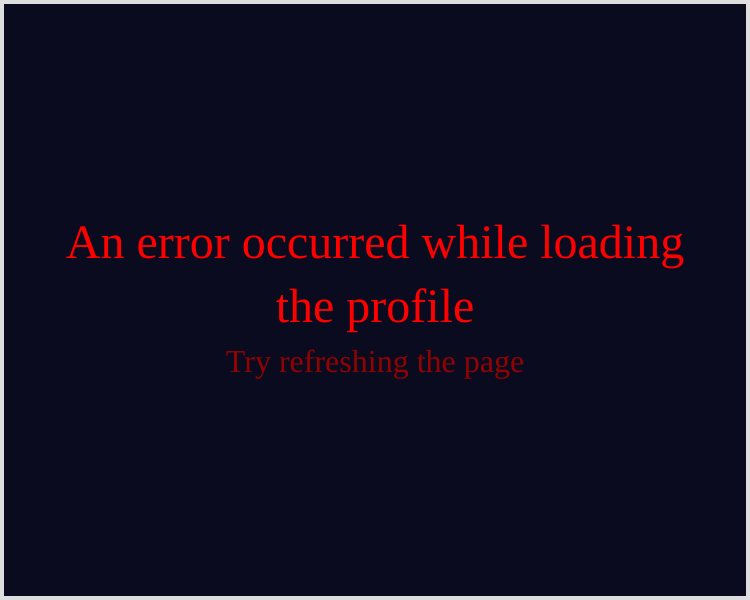 An error occurred while loading
the profile
Try refreshing the page